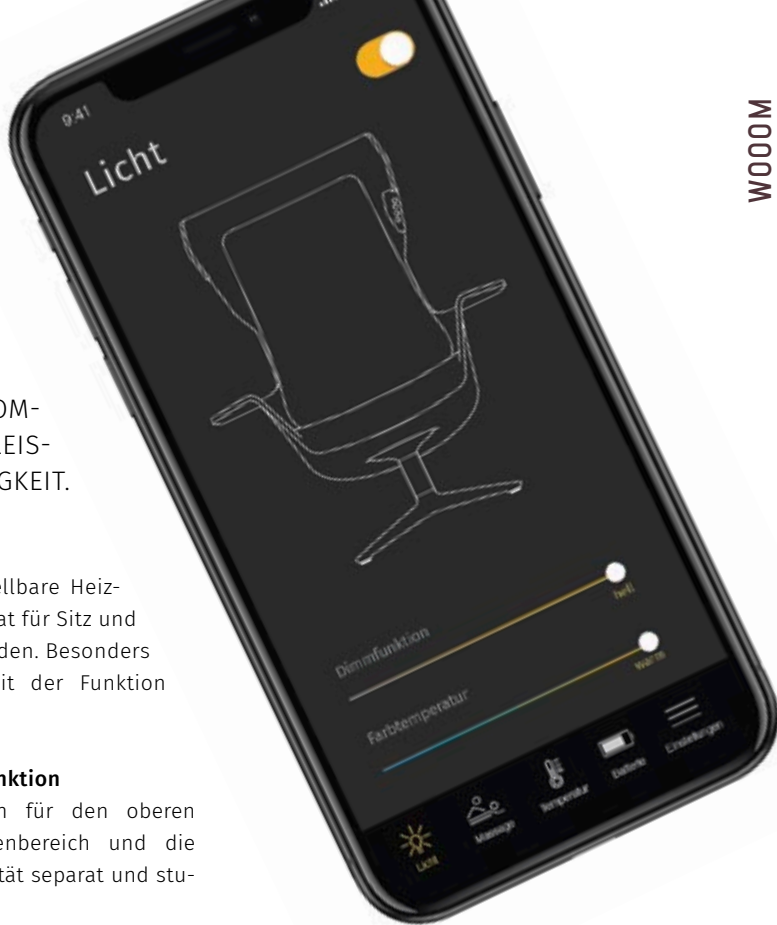 9:41
Licht
WOOOM
OM-
EIS-
GKEIT.
ellbare Heiz-
at für Sitz und
den. Besonders
it der Funktion
nktion
n für den oberen
enbereich und die
tät separat und stu-
Dimmfunktion
hell
Farbtemperatur
warm
Licht
Massage
Temperatur
Batterie
Einstellungen